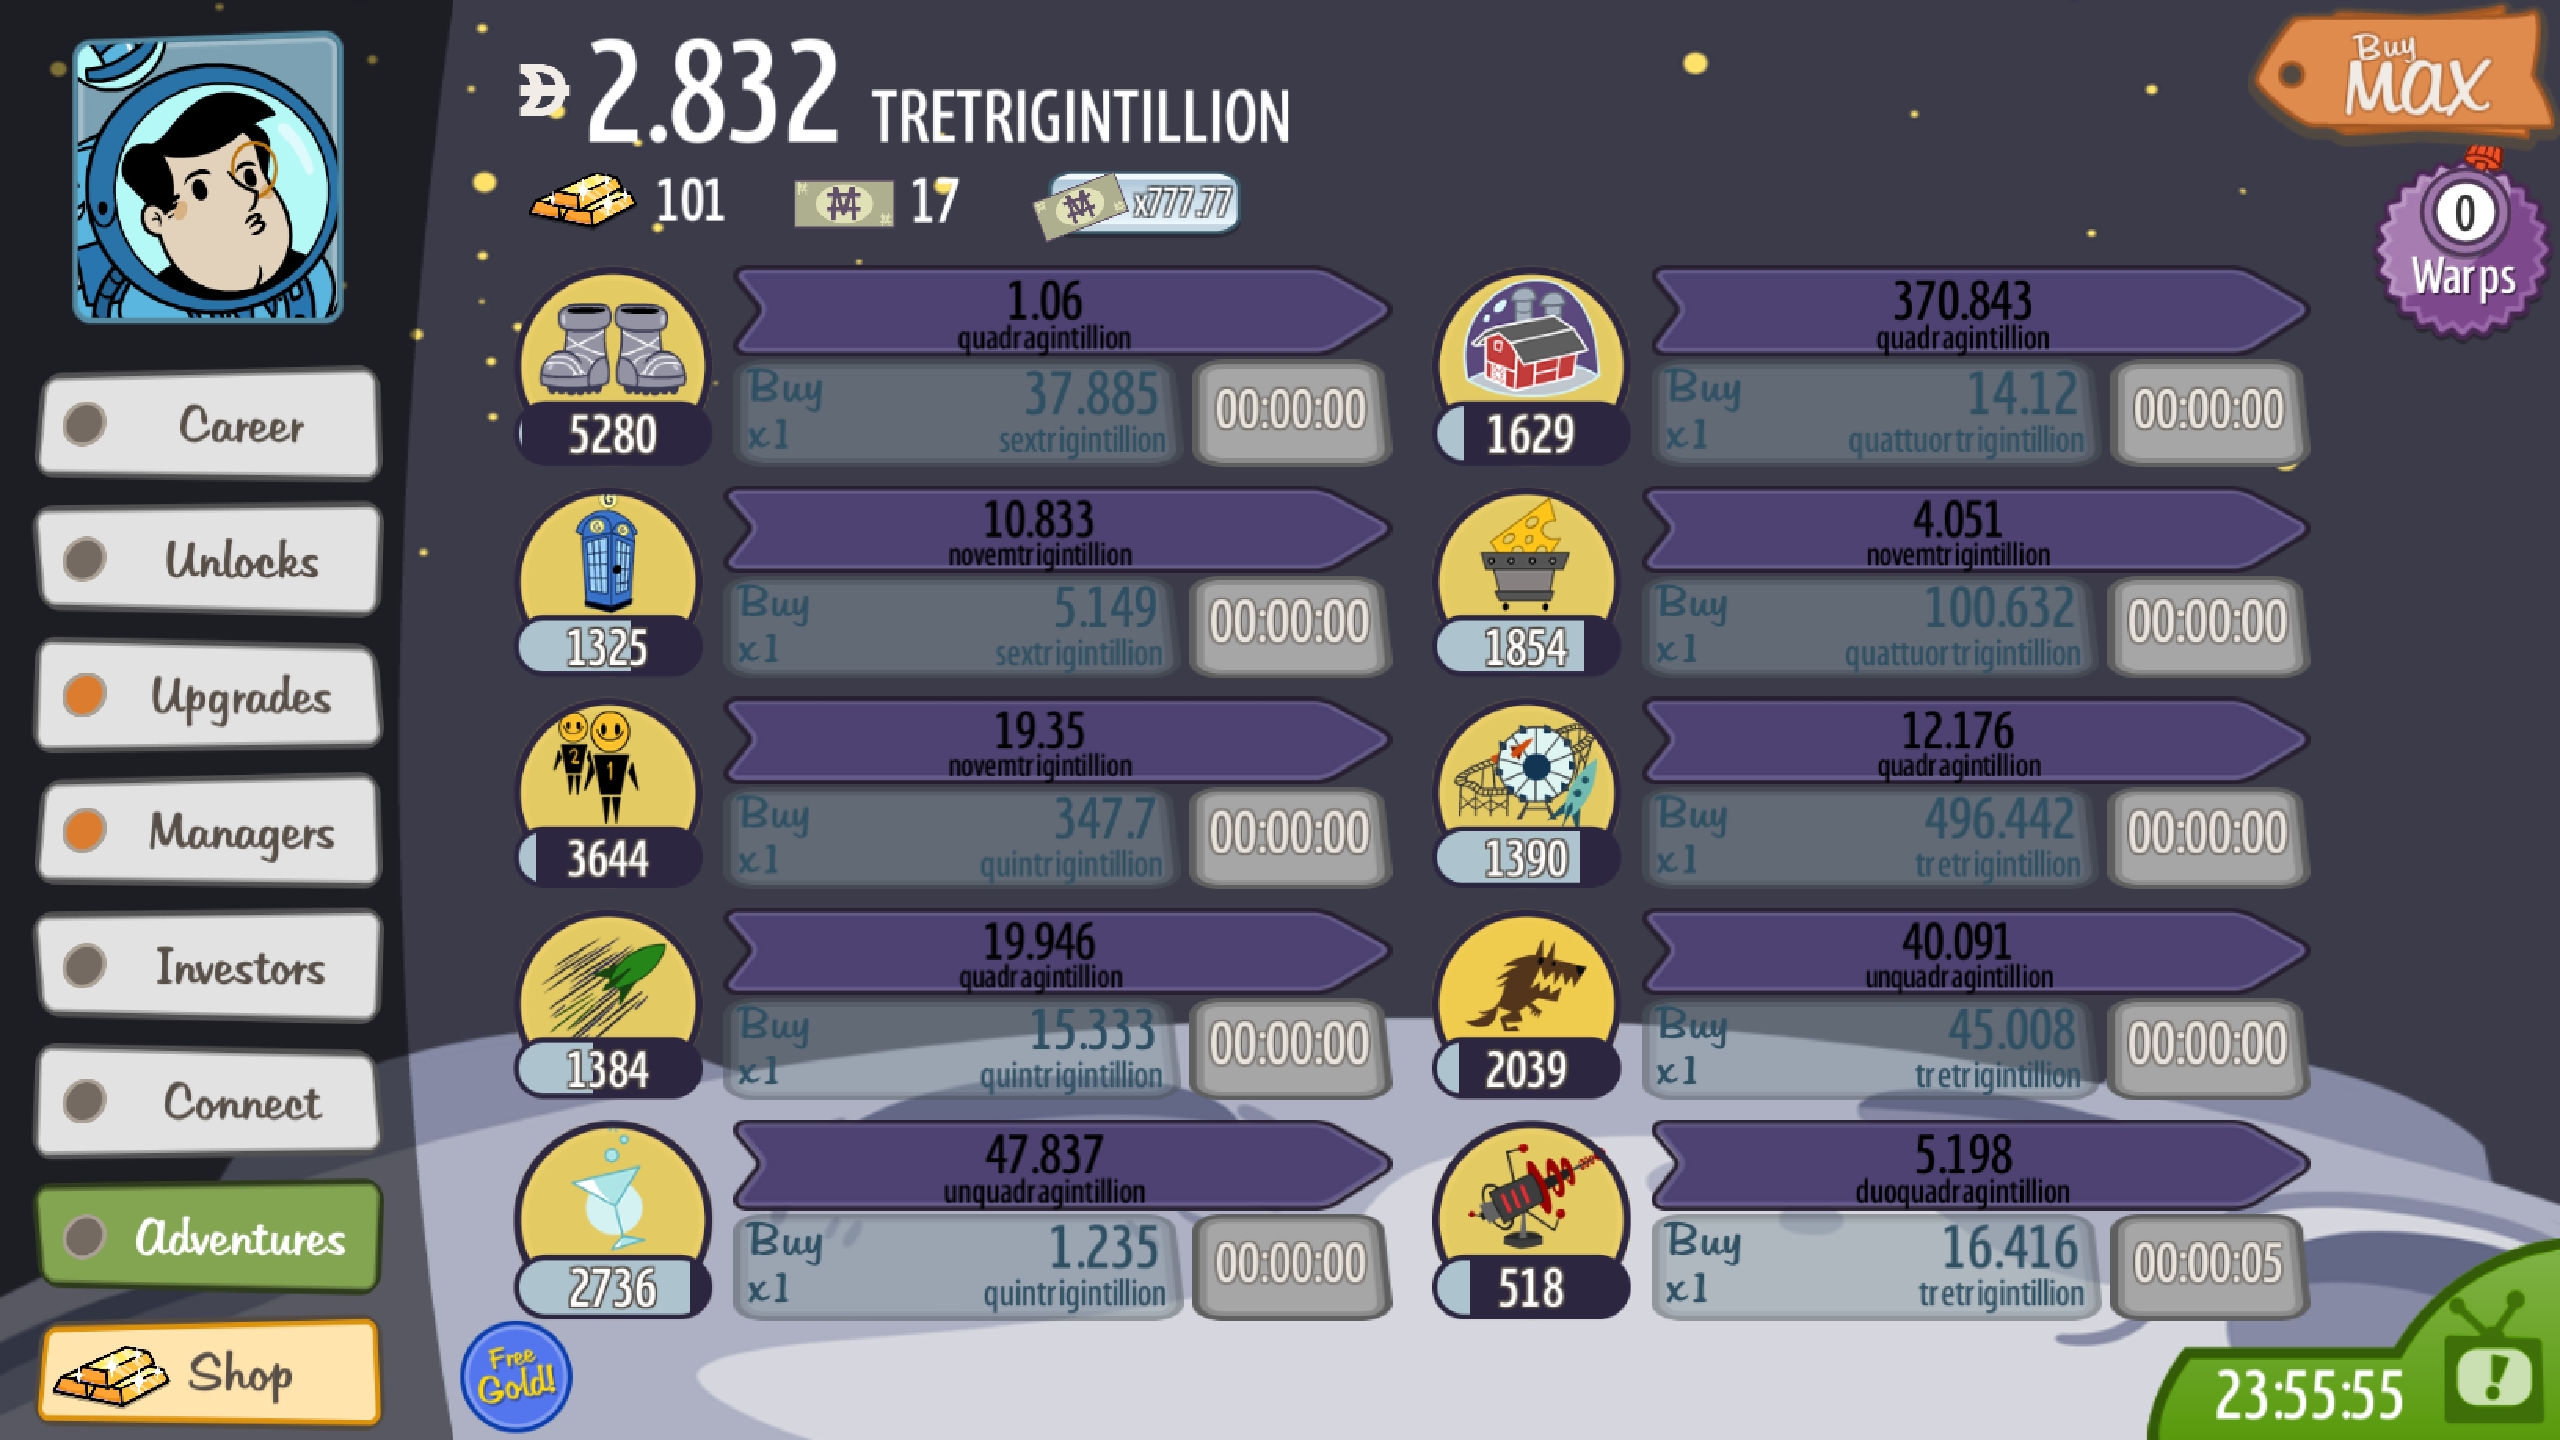 2.832 TRETRIGINTILLION
101 17 x777.77
Buy
MAX
0
Warps
Career
Unlocks
Upgrades
Managers
Investors
Connect
Adventures
Shop
1.06
quadragintillion
5280
Buy 37.885
x1 sextrigintillion
00:00:00
370.843
quadragintillion
1629
Buy 14.12
x1 quattuortrigintillion
00:00:00
G
10.833
novemtrigintillion
1325
Buy 5.149
x1 sextrigintillion
00:00:00
4.051
novemtrigintillion
1854
Buy 100.632
x1 quattuortrigintillion
00:00:00
2 1
19.35
novemtrigintillion
3644
Buy 347.7
x1 quintrigintillion
00:00:00
12.176
quadragintillion
1390
Buy 496.442
x1 tretrigintillion
00:00:00
19.946
quadragintillion
1384
Buy 15.333
x1 quintrigintillion
00:00:00
40.091
unquadragintillion
2039
Buy 45.008
x1 tretrigintillion
00:00:00
47.837
unquadragintillion
2736
Buy 1.235
x1 quintrigintillion
00:00:00
5.198
duoquadragintillion
518
Buy 16.416
x1 tretrigintillion
00:00:05
Free
Gold!
23:55:55
!